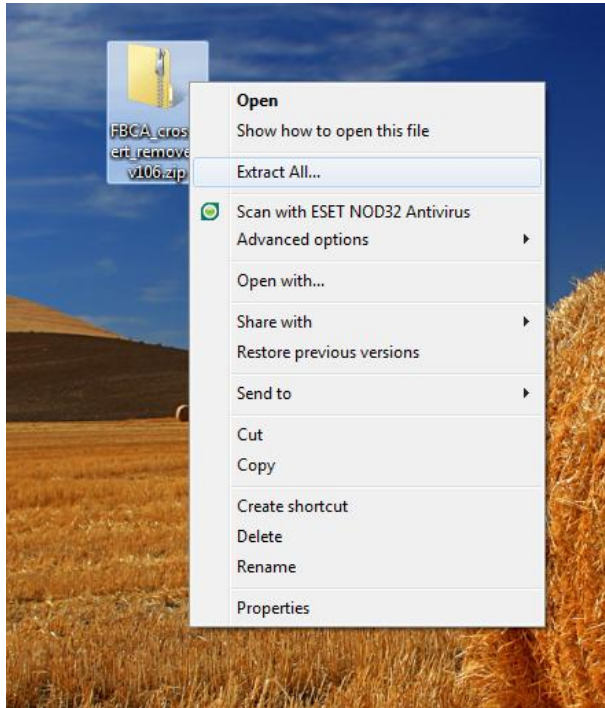 FBCA_cros
ert_remove
v106.zip
Open
Show how to open this file
Extract All...
Scan with ESET NOD32 Antivirus
Advanced options
Open with...
Share with
Restore previous versions
Send to
Cut
Copy
Create shortcut
Delete
Rename
Properties